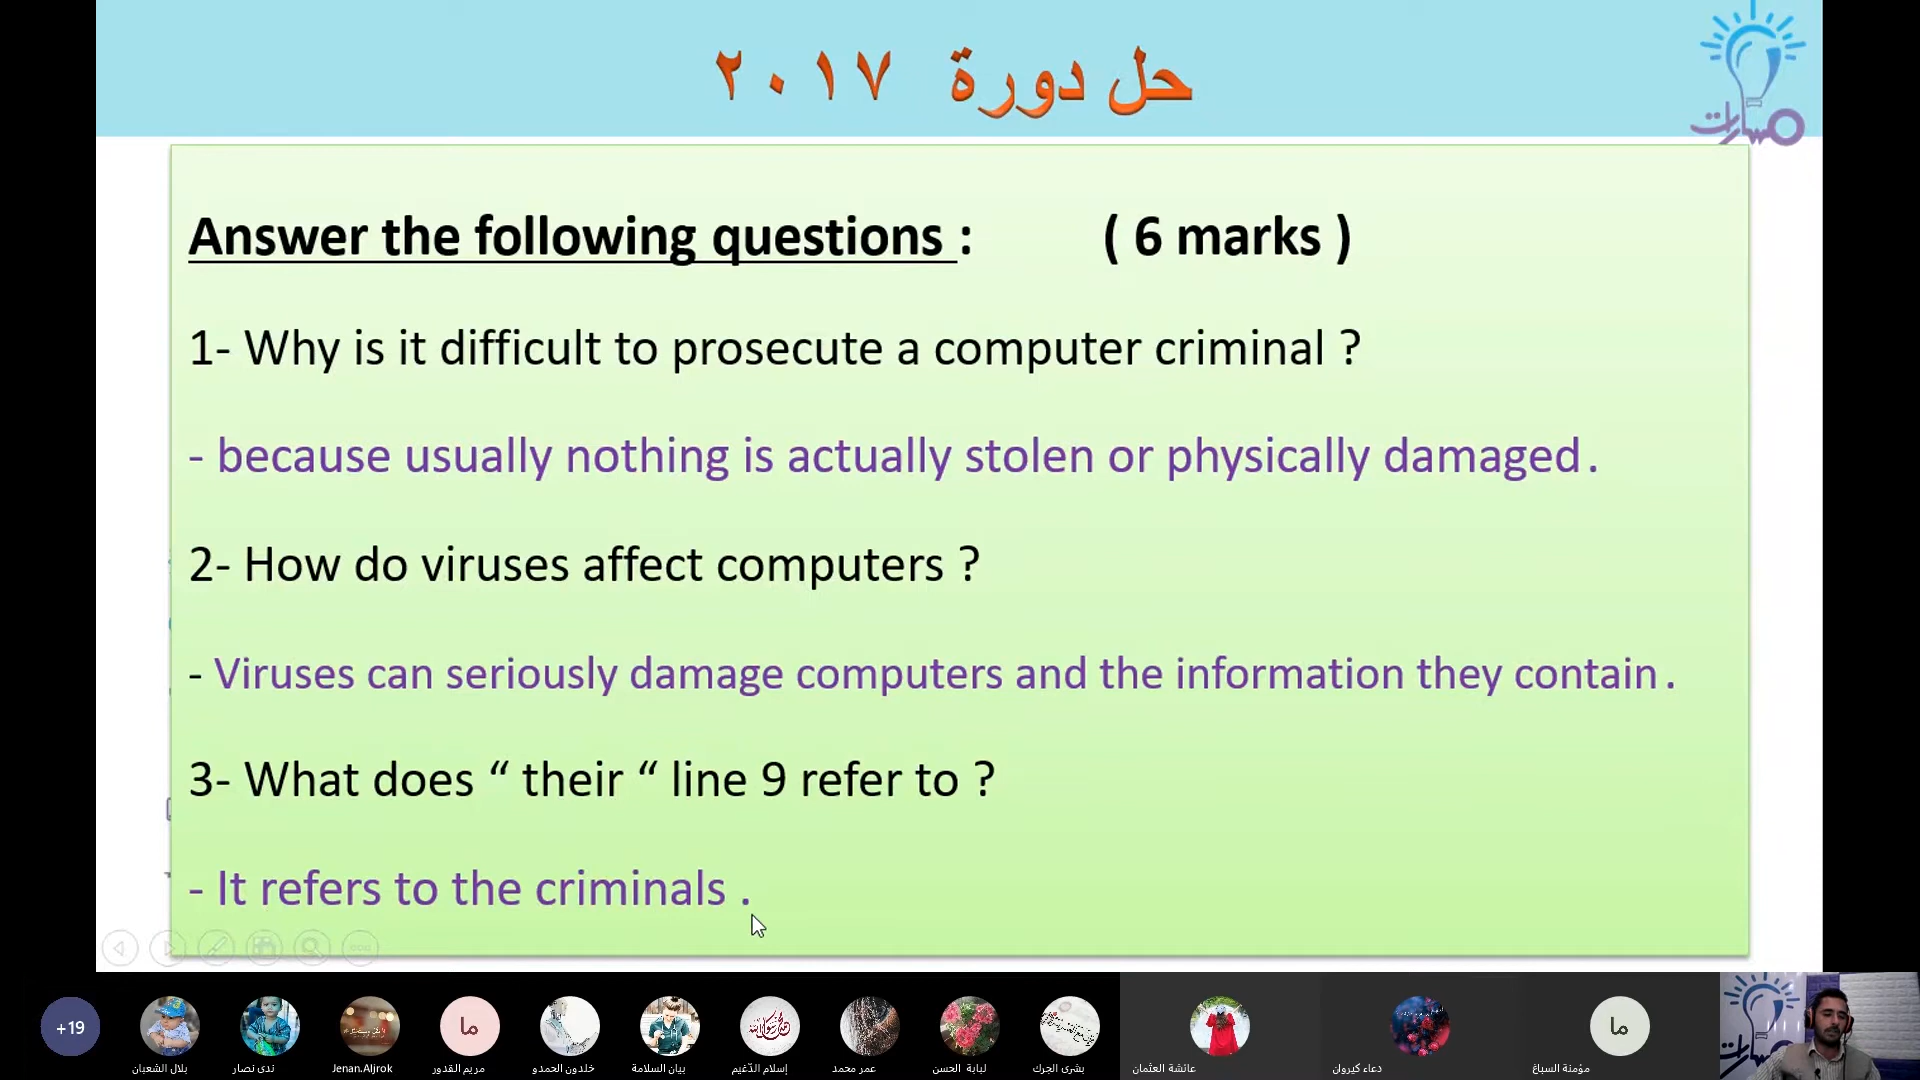 حل دورة ٢٠١٧
مهارات
Answer the following questions : ( 6 marks )
1- Why is it difficult to prosecute a computer criminal ?
- because usually nothing is actually stolen or physically damaged.
2- How do viruses affect computers ?
- Viruses can seriously damage computers and the information they contain.
3- What does “ their “ line 9 refer to ?
- It refers to the criminals .
+19
بلال الشعبان
ندى نصار
Jenan.Aljrok
ما
مريم القدور
خلدون الحمدو
بيان السلامة
إسلام الدّغيم
عمر محمد
لبابة الحسن
بشرى الجرك
عائشة العثمان
دعاء كيروان
ما
مؤمنة السباغ